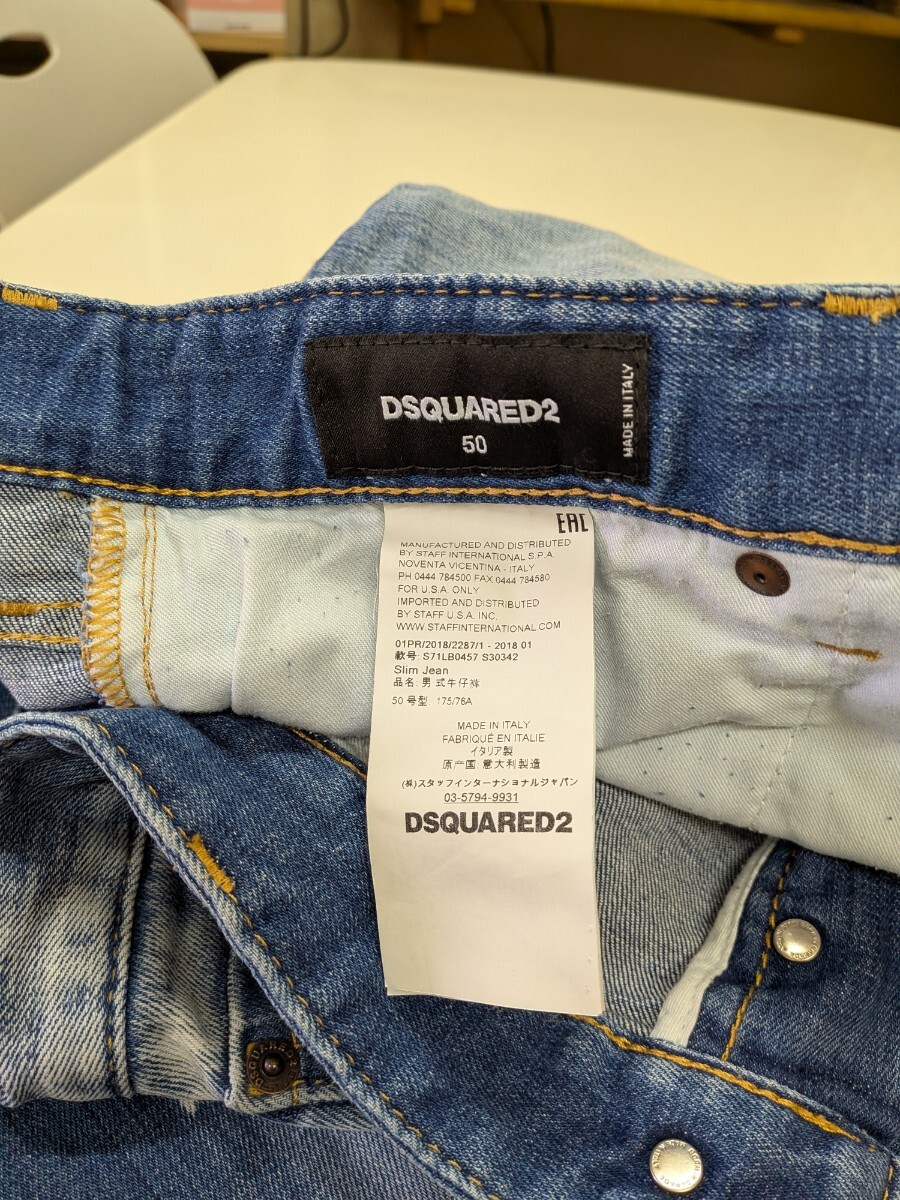 DSQUARED2
50
MADE IN ITALY
EAC
MANUFACTURED AND DISTRIBUTED
BY STAFF INTERNATIONAL S.P.A.
NOVENTA VICENTINA - ITALY
PH 0444 784500 FAX 0444 784580
FOR U.S.A. ONLY
IMPORTED AND DISTRIBUTED
BY STAFF U.S.A. INC.
WWW.STAFFINTERNATIONAL.COM
01PR/2018/2287/1 - 2018 01
款号: S71LB0457 S30342
Slim Jean
品名: 男式牛仔裤
50 号型: 175/76A
MADE IN ITALY
FABRIQUÉ EN ITALIE
イタリア製
原产国: 意大利製造
(株)スタッフインターナショナルジャパン
03-5794-9931
DSQUARED2